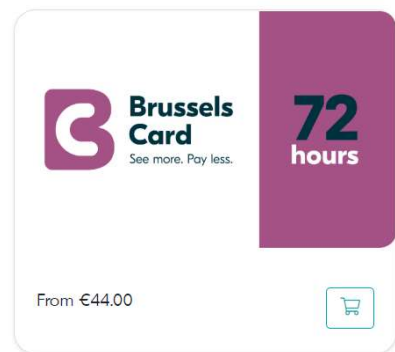 Brussels
Card
See more. Pay less.
72
hours
From €44.00